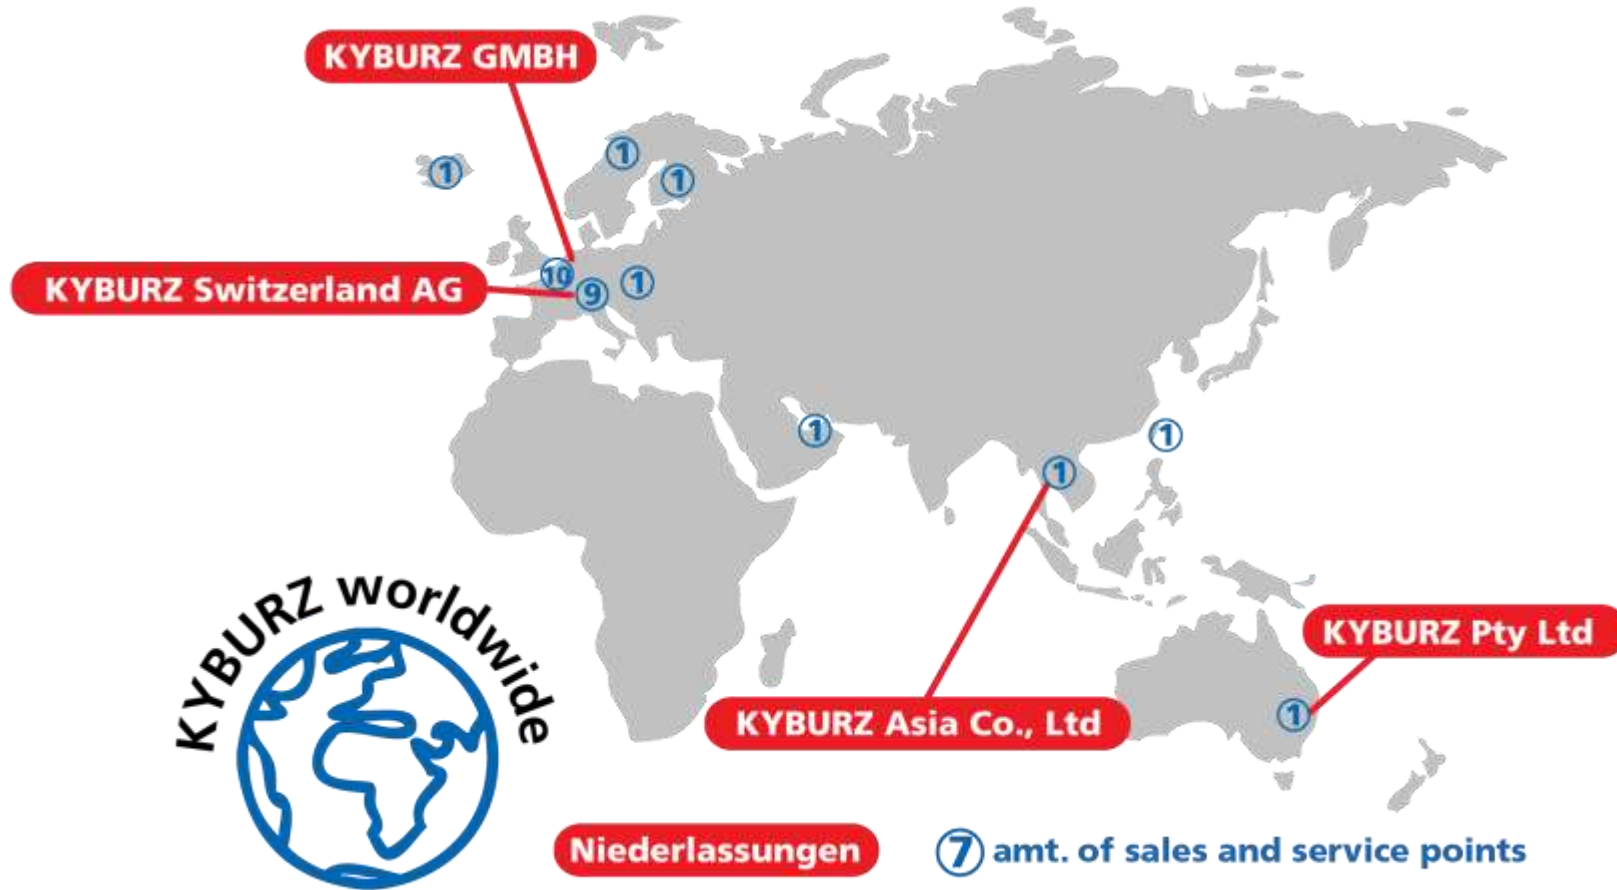 KYBURZ GMBH
1
1
1
KYBURZ Switzerland AG
10
9
1
1
1
1
KYBURZ worldwide
KYBURZ Pty Ltd
KYBURZ Asia Co., Ltd
1
Niederlassungen
7 amt. of sales and service points